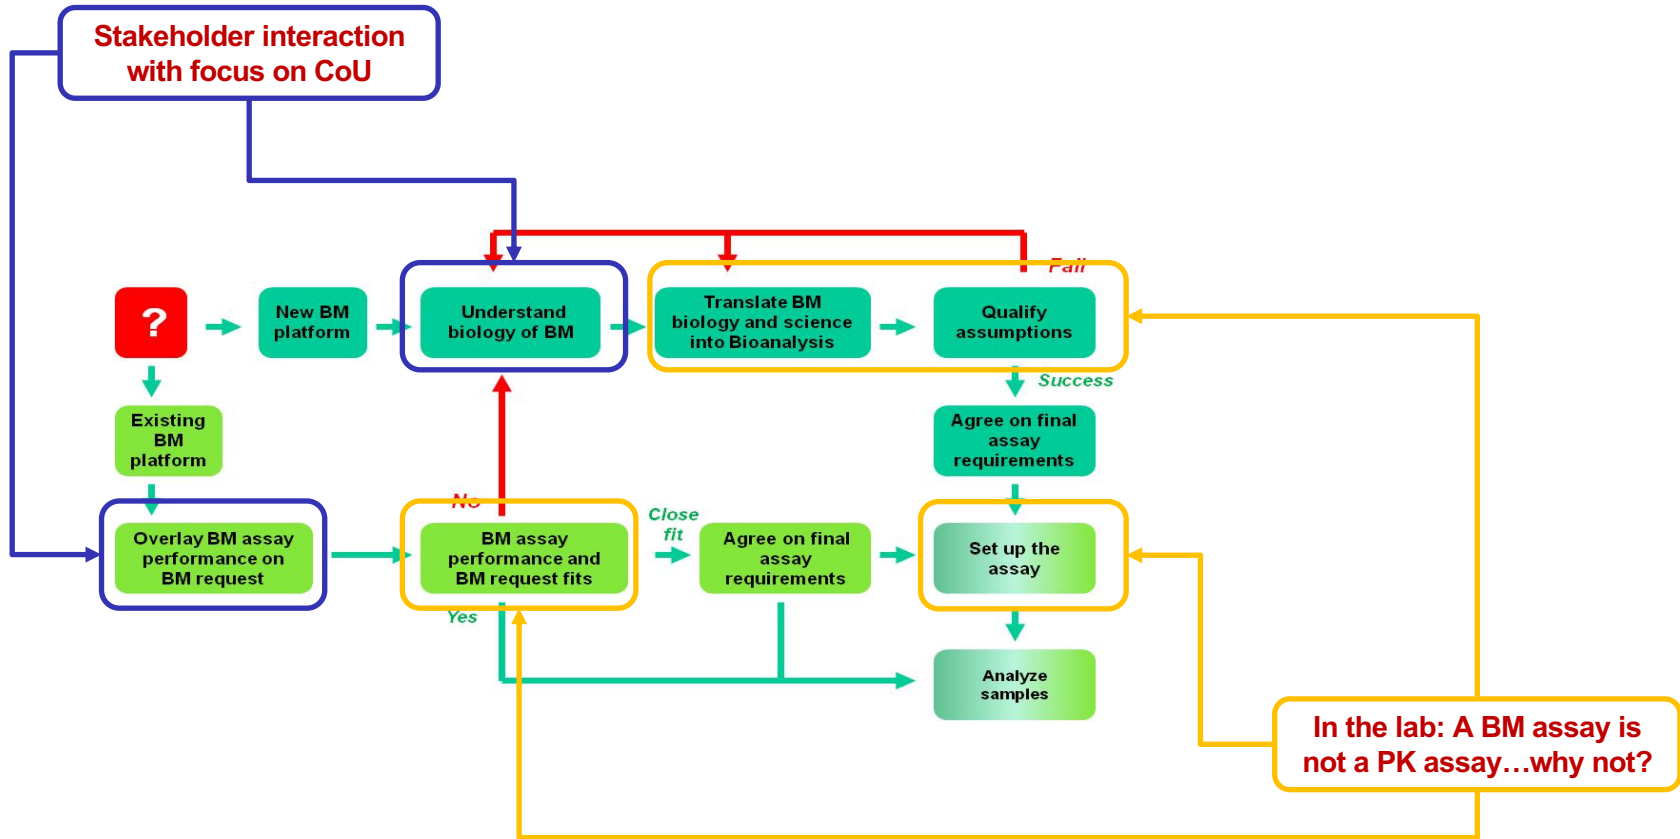 Stakeholder interaction
with focus on CoU
Fail
?
New BM
platform
Understand
biology of BM
Translate BM
biology and science
into Bioanalysis
Qualify
assumptions
Success
Existing
BM
platform
Agree on final
assay
requirements
No
Close
fit
Overlay BM assay
performance on
BM request
BM assay
performance and
BM request fits
Agree on final
assay
requirements
Set up the
assay
Yes
Analyze
samples
In the lab: A BM assay is
not a PK assay...why not?